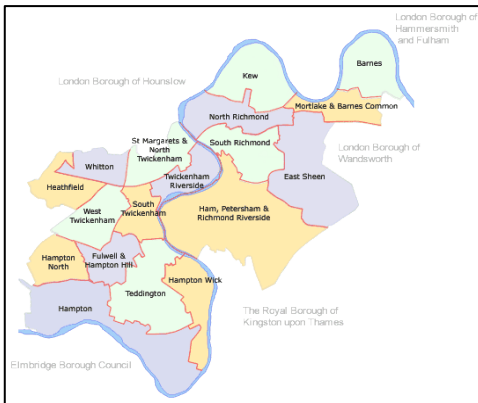 London Borough of
Hammersmith
and Fulham
Barnes
Kew
London Borough of Hounslow
Mortlake & Barnes Common
North Richmond
St Margarets &
North
Twickenham
South Richmond
London Borough of
Wandsworth
Whitton
Twickenham
Riverside
East Sheen
Heathfield
West
Twickenham
South
Twickenham
Ham, Petersham &
Richmond Riverside
Hampton
North
Fulwell &
Hampton Hill
Hampton Wick
Teddington
Hampton
The Royal Borough of
Kingston upon Thames
Elmbridge Borough Council